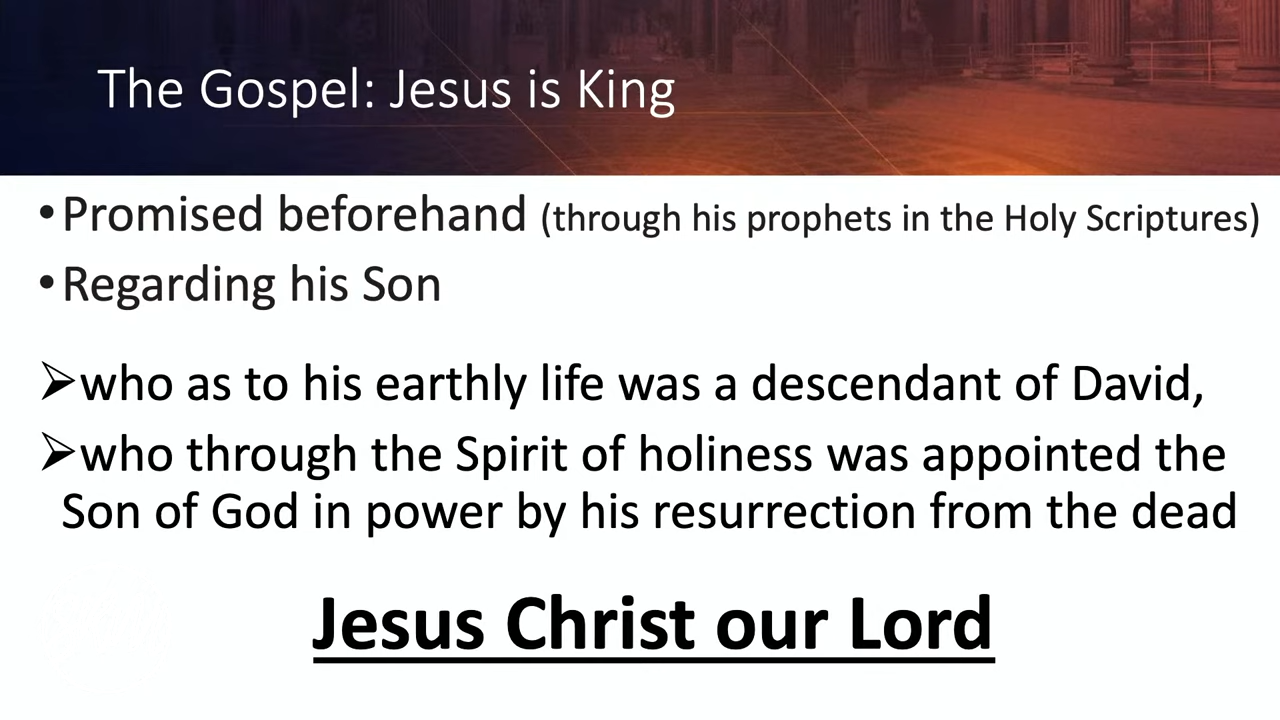 The Gospel: Jesus is King
•Promised beforehand (through his prophets in the Holy Scriptures)
•Regarding his Son
➢who as to his earthly life was a descendant of David,
➢who through the Spirit of holiness was appointed the
Son of God in power by his resurrection from the dead
Jesus Christ our Lord